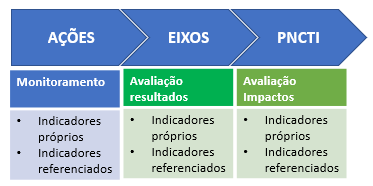 AÇÕES
EIXOS
PNCTI
Monitoramento
• Indicadores
próprios
• Indicadores
referenciados
Avaliação
resultados
• Indicadores
próprios
• Indicadores
referenciados
Avaliação
Impactos
• Indicadores
próprios
• Indicadores
referenciados